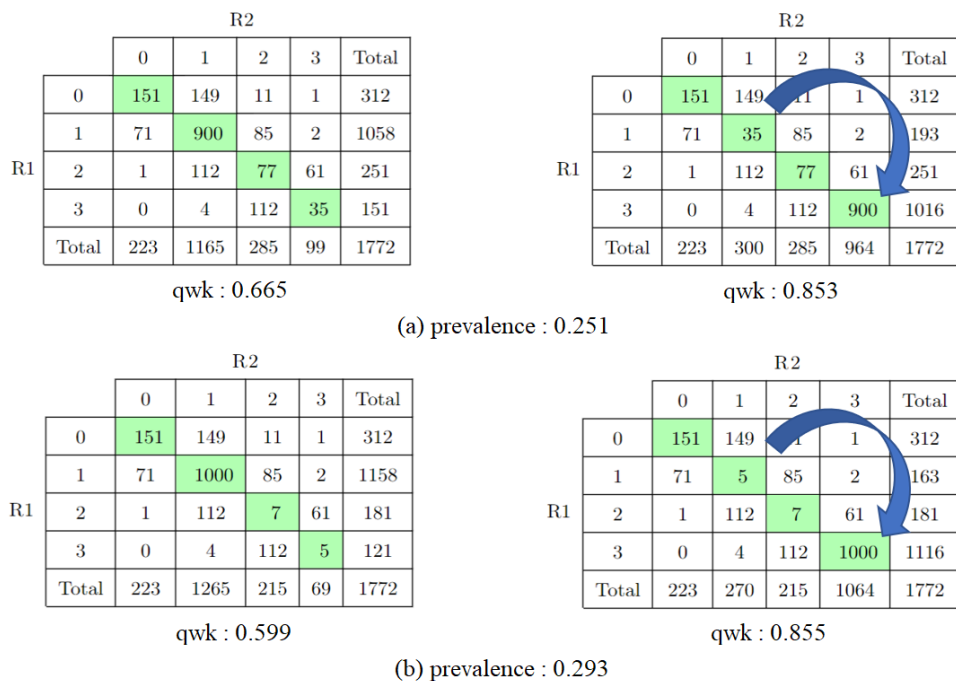 R2
0 1 2 3 Total
0 151 149 11 1 312
1 71 900 85 2 1058
R1 2 1 112 77 61 251
3 0 4 112 35 151
Total 223 1165 285 99 1772
qwk : 0.665
R2
0 1 2 3 Total
0 151 149 11 1 312
1 71 35 85 2 193
R1 2 1 112 77 61 251
3 0 4 112 900 1016
Total 223 300 285 964 1772
qwk : 0.853
(a) prevalence : 0.251
R2
0 1 2 3 Total
0 151 149 11 1 312
1 71 1000 85 2 1158
R1 2 1 112 7 61 181
3 0 4 112 5 121
Total 223 1265 215 69 1772
qwk : 0.599
R2
0 1 2 3 Total
0 151 149 1 312
1 71 5 85 2 163
R1 2 1 112 7 61 181
3 0 4 112 1000 1116
Total 223 270 215 1064 1772
qwk : 0.855
(b) prevalence : 0.293